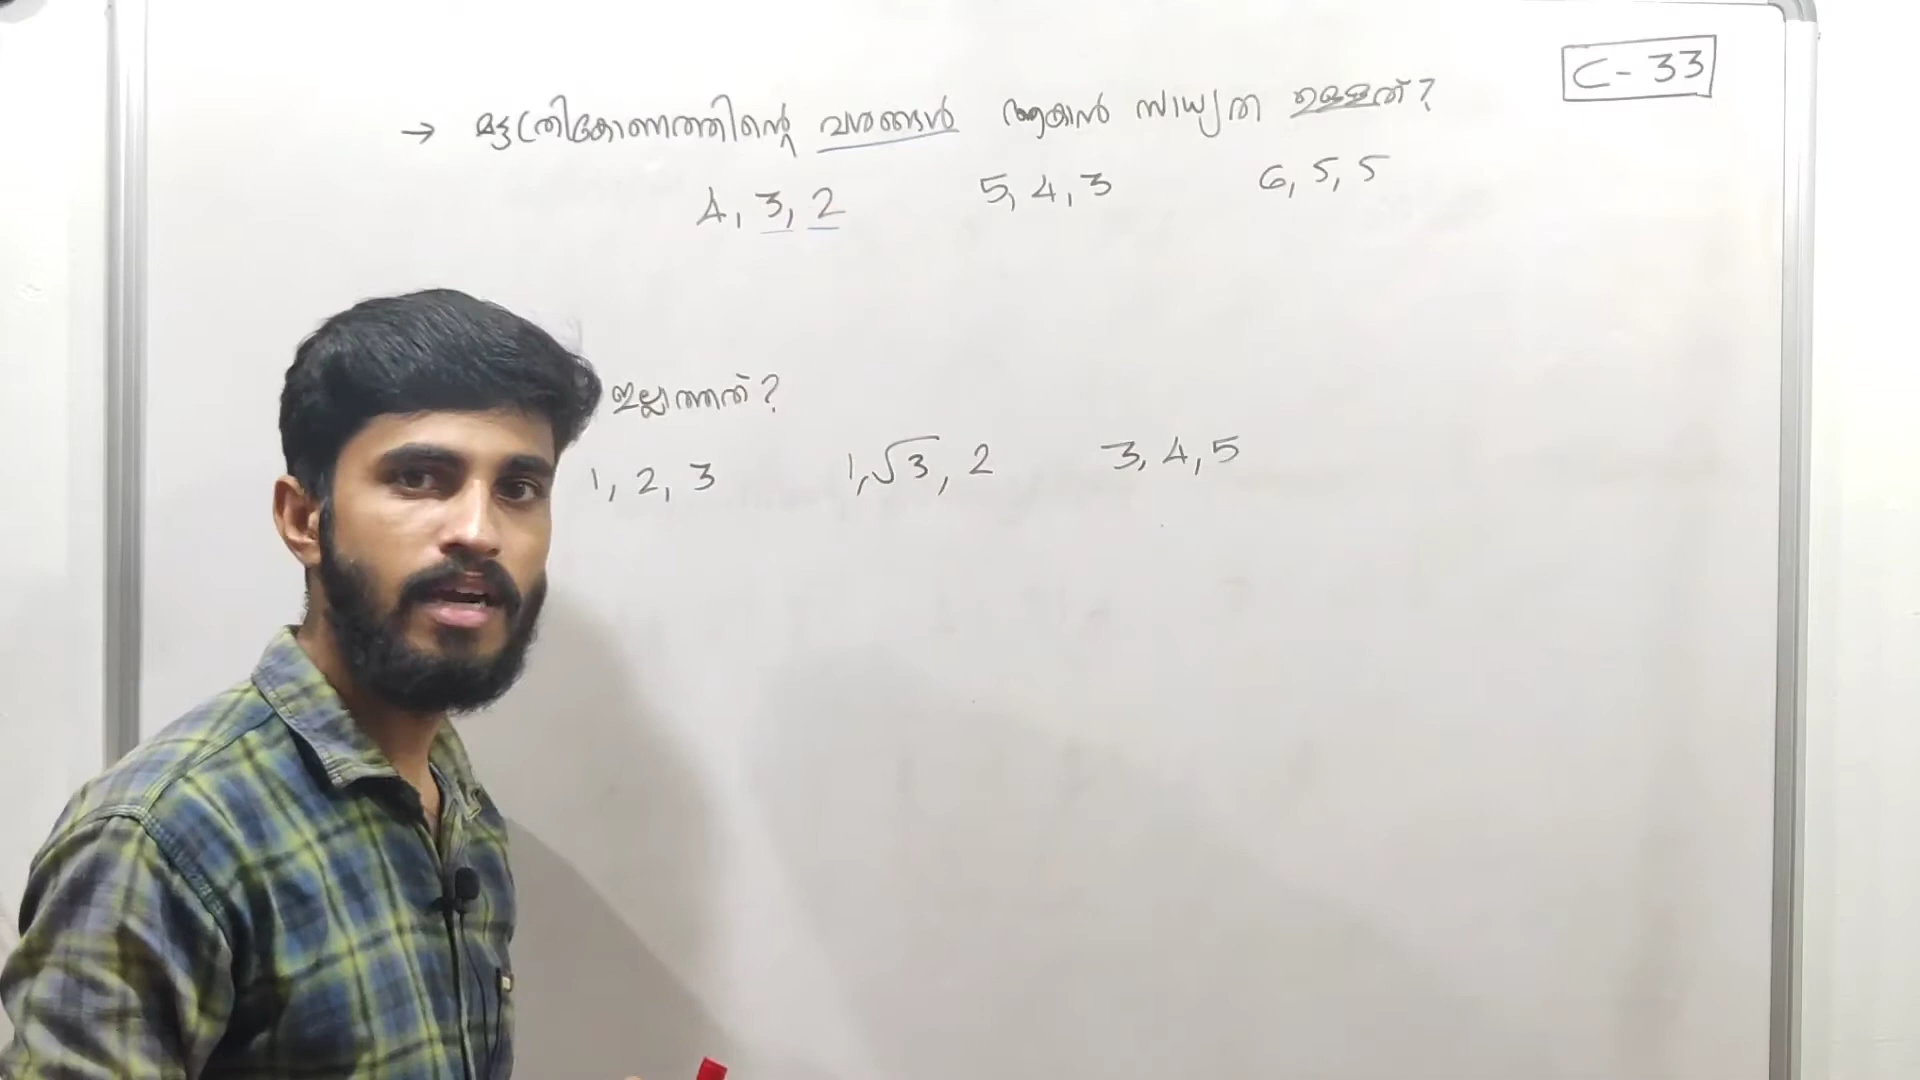 C - 33
→ മട്ടത്രികോണത്തിന്റെ വശങ്ങൾ ആകാൻ സാധ്യത ഉള്ളത് ?
4, 3, 2 5, 4, 3 6, 5, 5
ഇല്ലാത്തത് ?
1, 2, 3 1, √3, 2 3, 4, 5